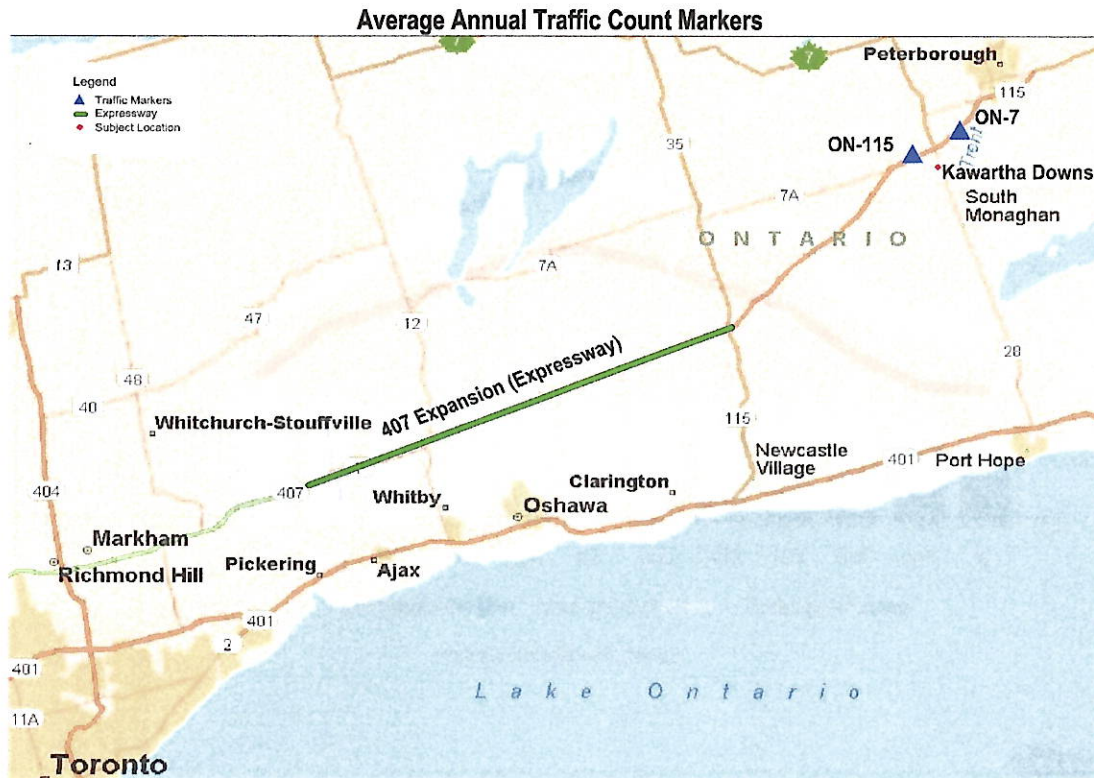 Average Annual Traffic Count Markers
7
7
Peterborough
Legend
Traffic Markers
Expressway
Subject Location
115
ON-7
Trent
35
ON-115
Kawartha Downs
South
Monaghan
7A
ONTARIO
13
7A
47
12
407 Expansion (Expressway)
28
48
40
Whitchurch-Stouffville
115
Newcastle
Village
401
Port Hope
404
407
Whitby
Clarington
Oshawa
Markham
Richmond Hill
Pickering
Ajax
401
2
401
Lake Ontario
11A
Toronto